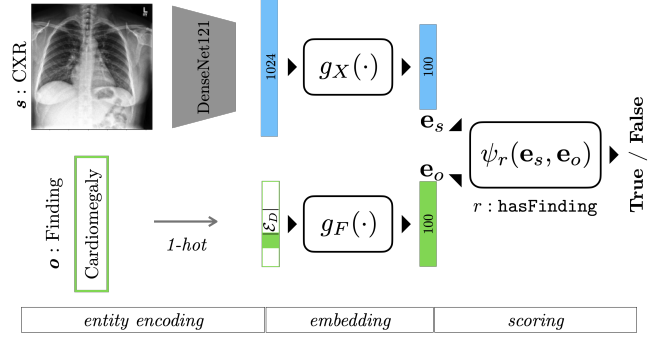 s : CXR
DenseNet121
1024
g_X(·)
100
e_s
ψ_r(e_s, e_o)
True / False
e_o
r : hasFinding
o : Finding
Cardiomegaly
1-hot
|ℰ_D|
g_F(·)
100
entity encoding
embedding
scoring